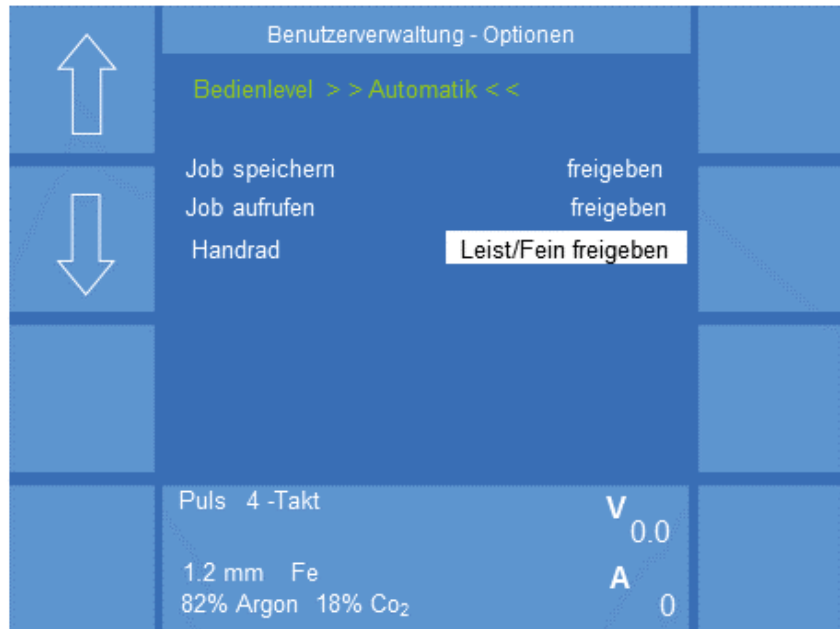 Benutzerverwaltung - Optionen
Bedienlevel > > Automatik < <
Job speichern freigeben
Job aufrufen freigeben
Handrad Leist/Fein freigeben
Puls 4 -Takt V
0.0
1.2 mm Fe A
82% Argon 18% Co₂ 0